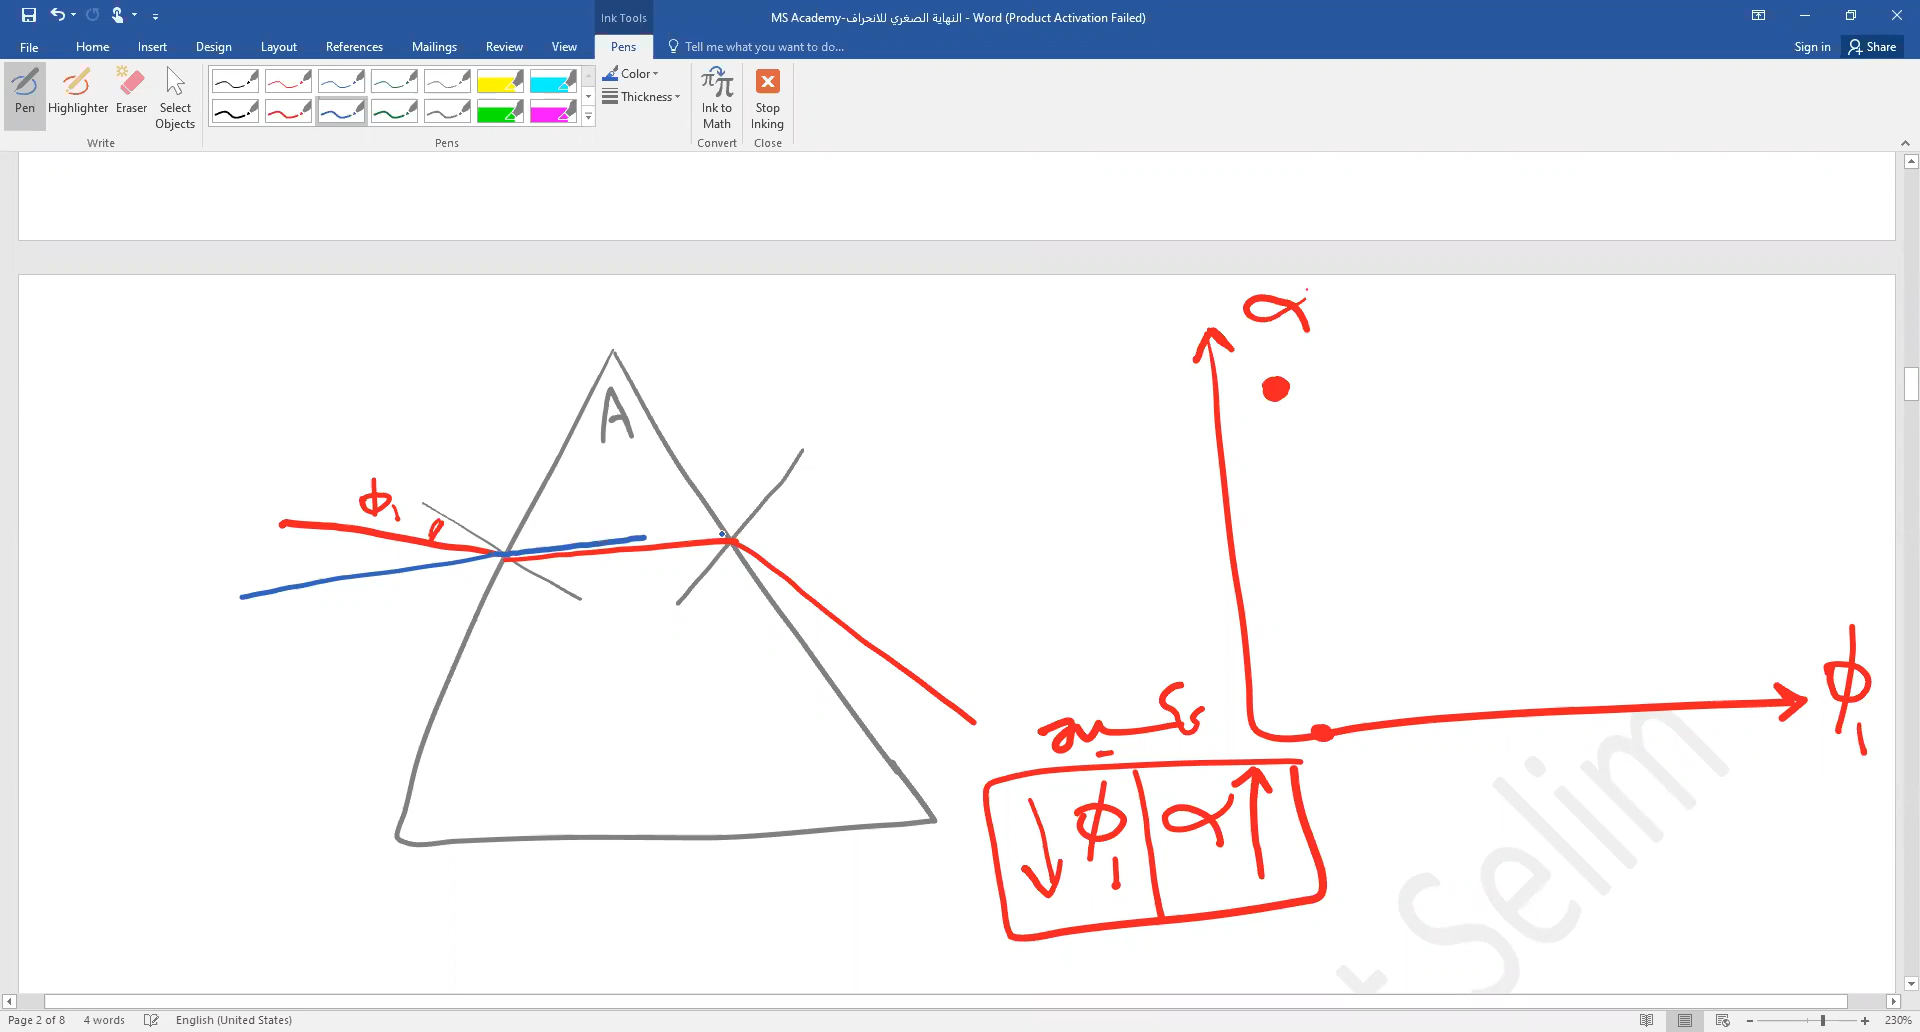 Ink Tools
MS Academy-النهاية الصغري للانحراف - Word (Product Activation Failed)
File Home Insert Design Layout References Mailings Review View Pens Tell me what you want to do... Sign in Share
Pen Highlighter Eraser Select Objects
Color
Thickness
Ink to Math
Stop Inking
Write Pens Convert Close
α
A
ϕ₁
ϕ₁
↓ ϕ₁ α ↑
Selim
Page 2 of 8 4 words English (United States) 230%